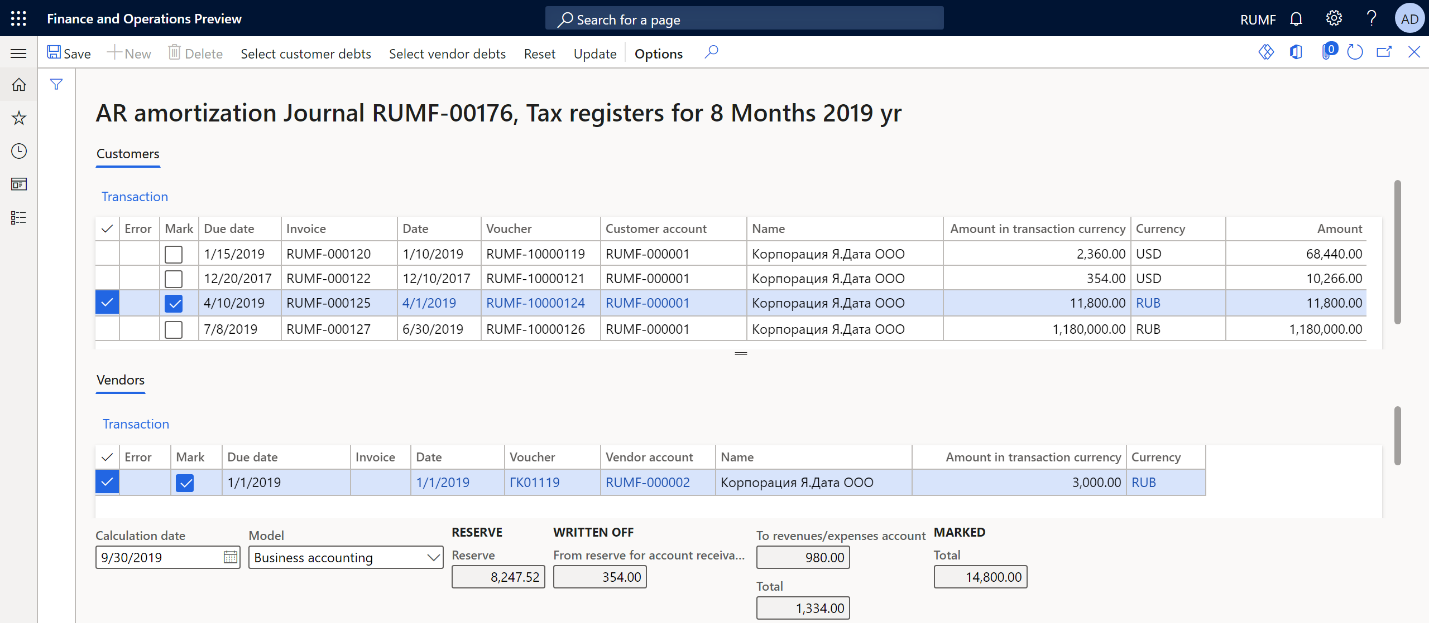 Finance and Operations Preview
Search for a page
RUMF
?
AD
Save
New
Delete
Select customer debts
Select vendor debts
Reset
Update
Options
0
AR amortization Journal RUMF-00176, Tax registers for 8 Months 2019 yr
Customers
Transaction
Error Mark Due date Invoice Date Voucher Customer account Name Amount in transaction currency Currency Amount
1/15/2019 RUMF-000120 1/10/2019 RUMF-10000119 RUMF-000001 Корпорация Я.Дата ООО 2,360.00 USD 68,440.00
12/20/2017 RUMF-000122 12/10/2017 RUMF-10000121 RUMF-000001 Корпорация Я.Дата ООО 354.00 USD 10,266.00
4/10/2019 RUMF-000125 4/1/2019 RUMF-10000124 RUMF-000001 Корпорация Я.Дата ООО 11,800.00 RUB 11,800.00
7/8/2019 RUMF-000127 6/30/2019 RUMF-10000126 RUMF-000001 Корпорация Я.Дата ООО 1,180,000.00 RUB 1,180,000.00
Vendors
Transaction
Error Mark Due date Invoice Date Voucher Vendor account Name Amount in transaction currency Currency
1/1/2019 1/1/2019 ГК01119 RUMF-000002 Корпорация Я.Дата ООО 3,000.00 RUB
Calculation date
9/30/2019
Model
Business accounting
RESERVE
Reserve
8,247.52
WRITTEN OFF
From reserve for account receiva...
354.00
To revenues/expenses account
980.00
Total
1,334.00
MARKED
Total
14,800.00